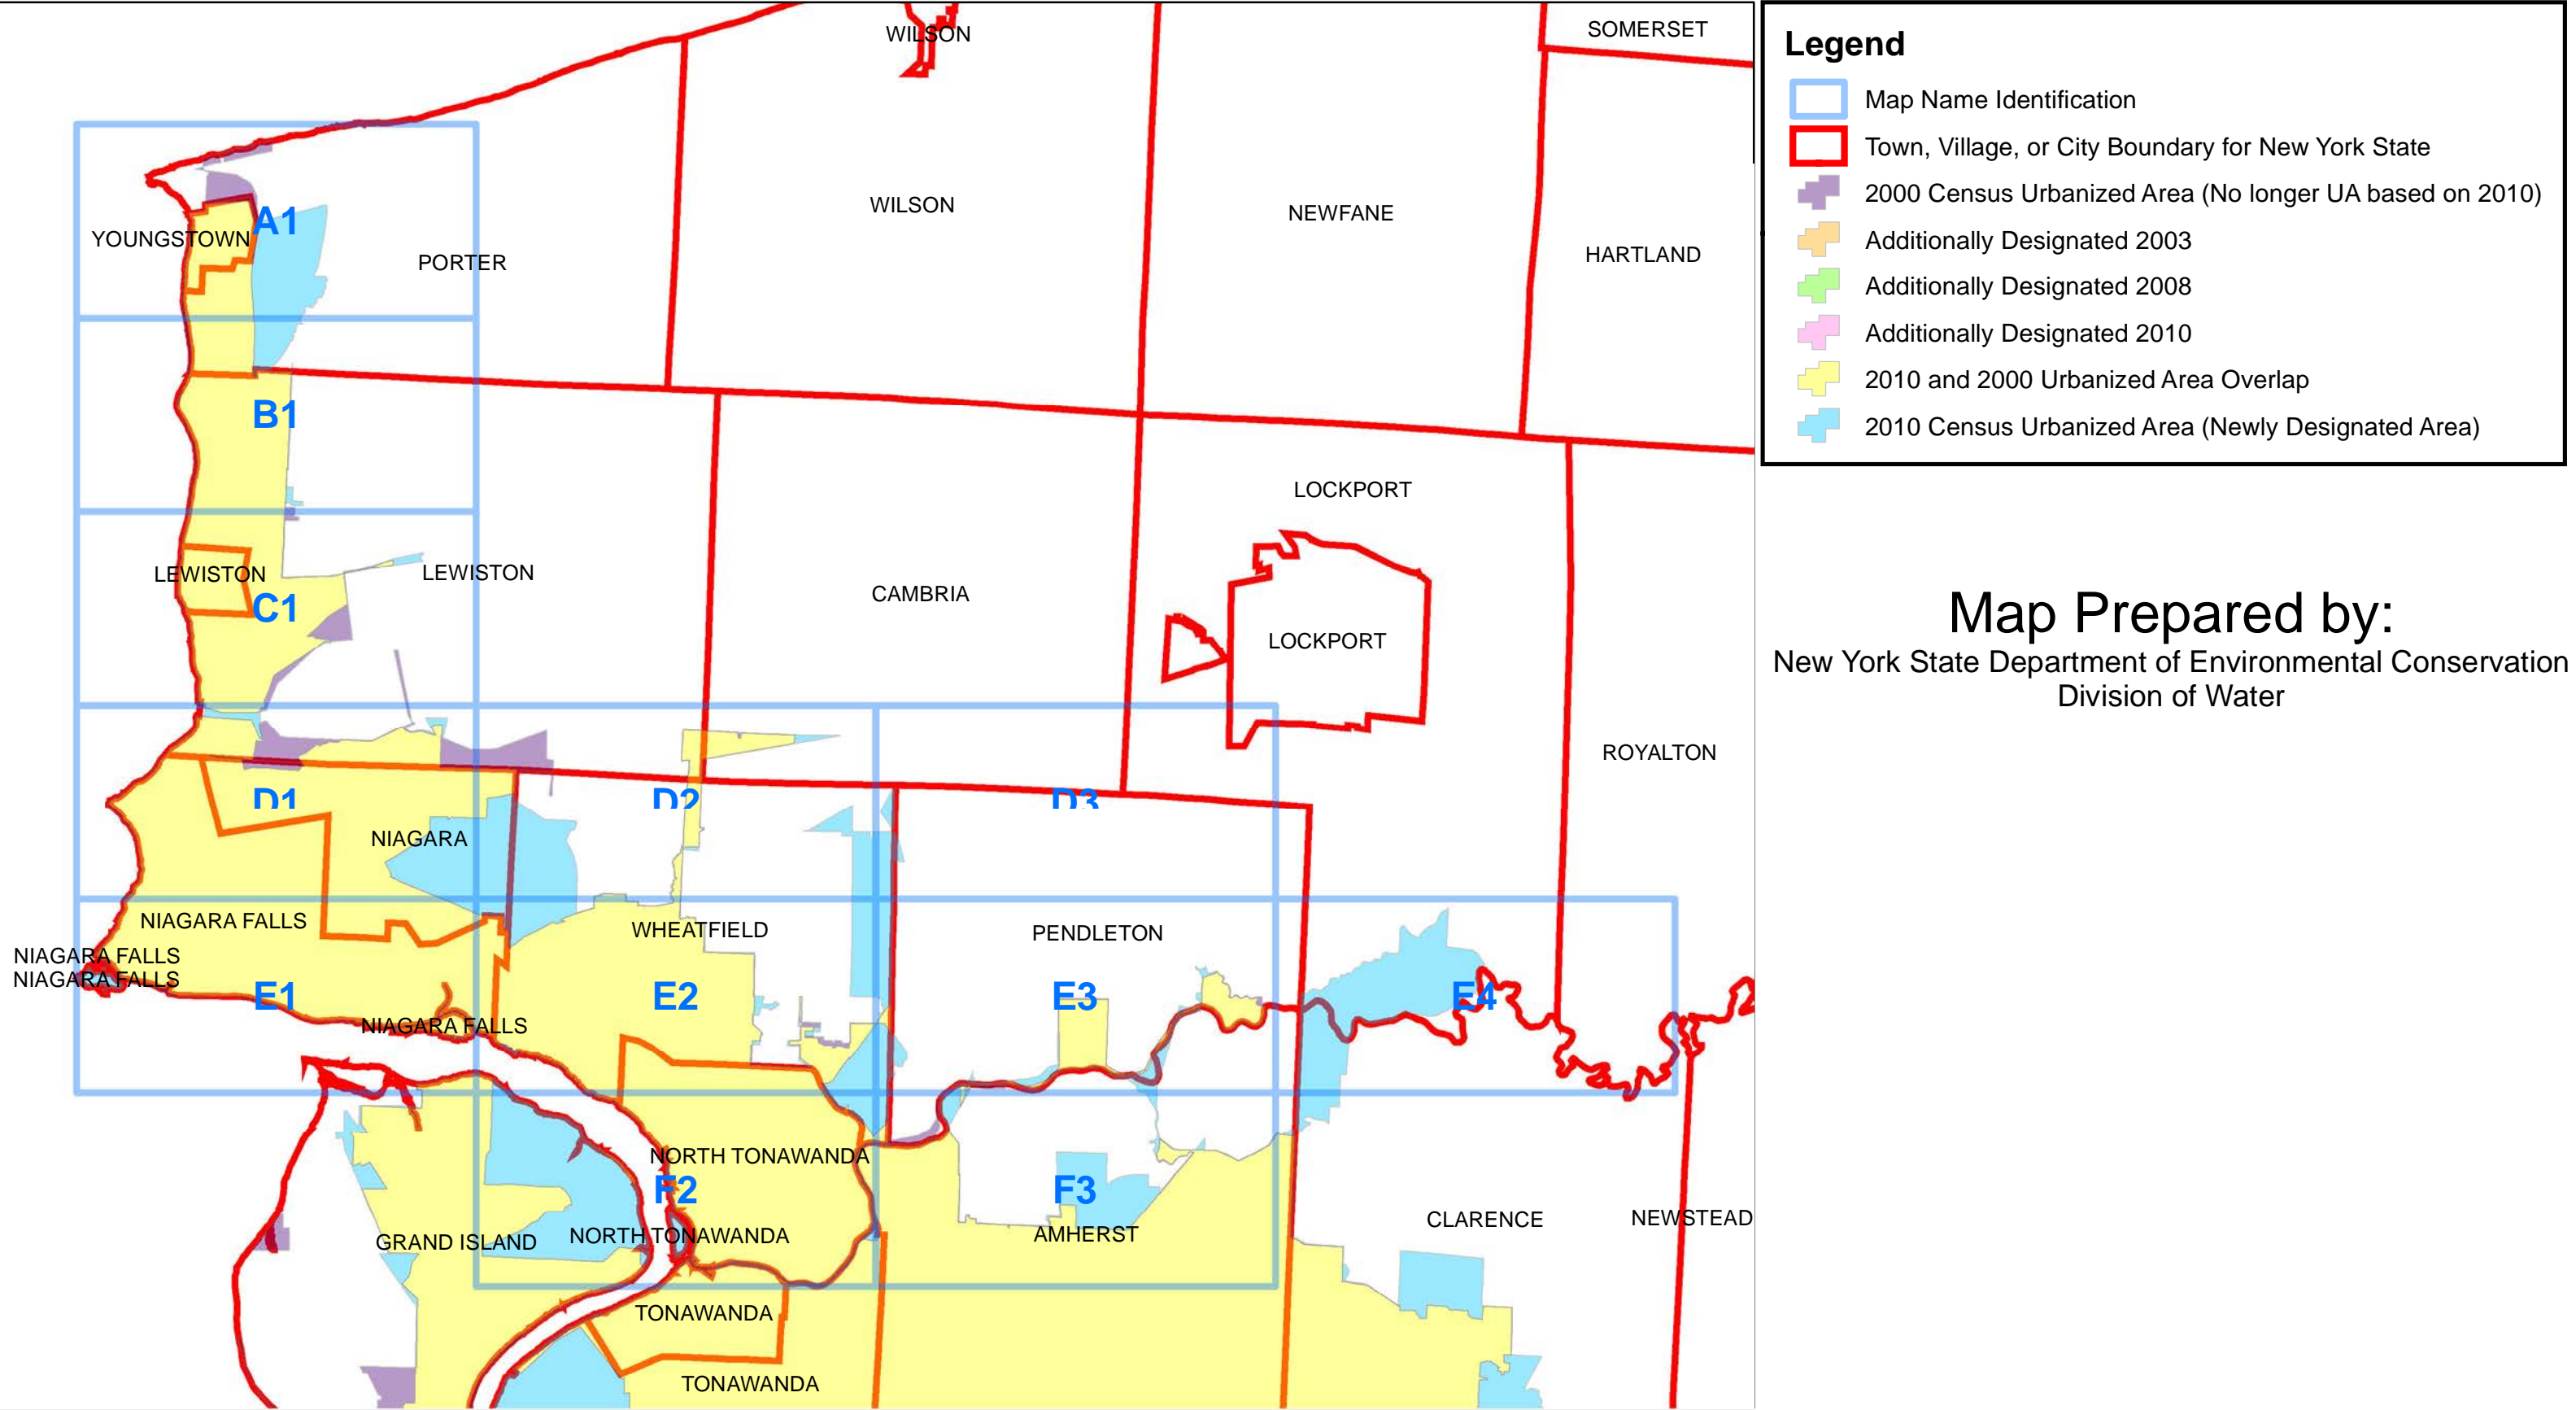 WILSON
SOMERSET
WILSON
NEWFANE
HARTLAND
A1
YOUNGSTOWN
PORTER
B1
LOCKPORT
LEWISTON
LEWISTON
CAMBRIA
C1
LOCKPORT
ROYALTON
D1
D2
D3
NIAGARA
NIAGARA FALLS
WHEATFIELD
PENDLETON
NIAGARA FALLS
NIAGARA FALLS
E1
E2
E3
E4
NIAGARA FALLS
NORTH TONAWANDA
F2
F3
CLARENCE
NEWSTEAD
GRAND ISLAND
NORTH TONAWANDA
AMHERST
TONAWANDA
TONAWANDA
Legend
Map Name Identification
Town, Village, or City Boundary for New York State
2000 Census Urbanized Area (No longer UA based on 2010)
Additionally Designated 2003
Additionally Designated 2008
Additionally Designated 2010
2010 and 2000 Urbanized Area Overlap
2010 Census Urbanized Area (Newly Designated Area)
Map Prepared by:
New York State Department of Environmental Conservation
Division of Water